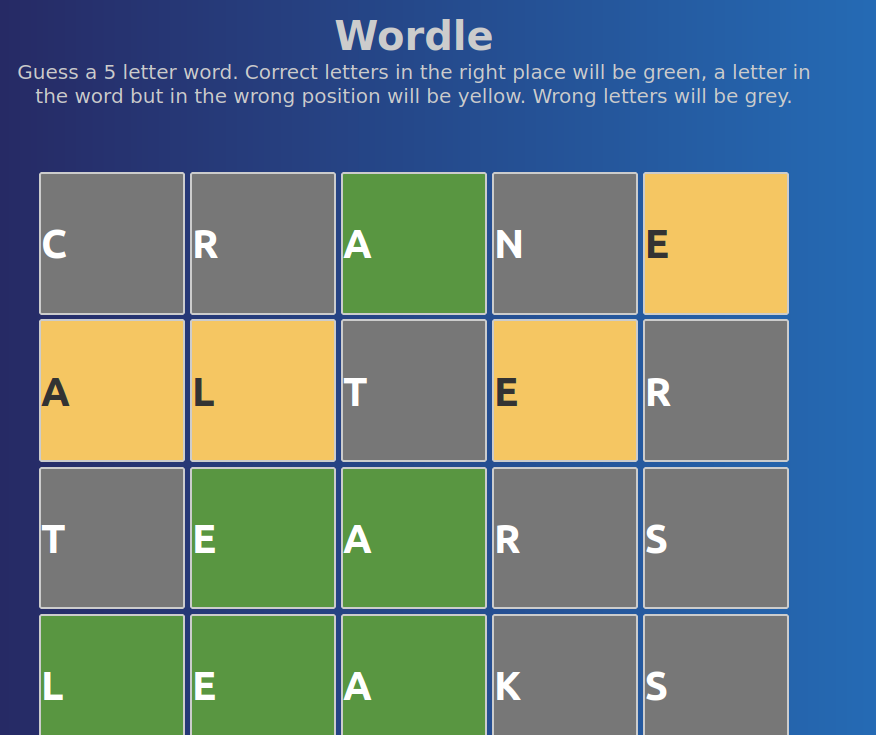 Wordle
Guess a 5 letter word. Correct letters in the right place will be green, a letter in
the word but in the wrong position will be yellow. Wrong letters will be grey.
C R A N E
A L T E R
T E A R S
L E A K S